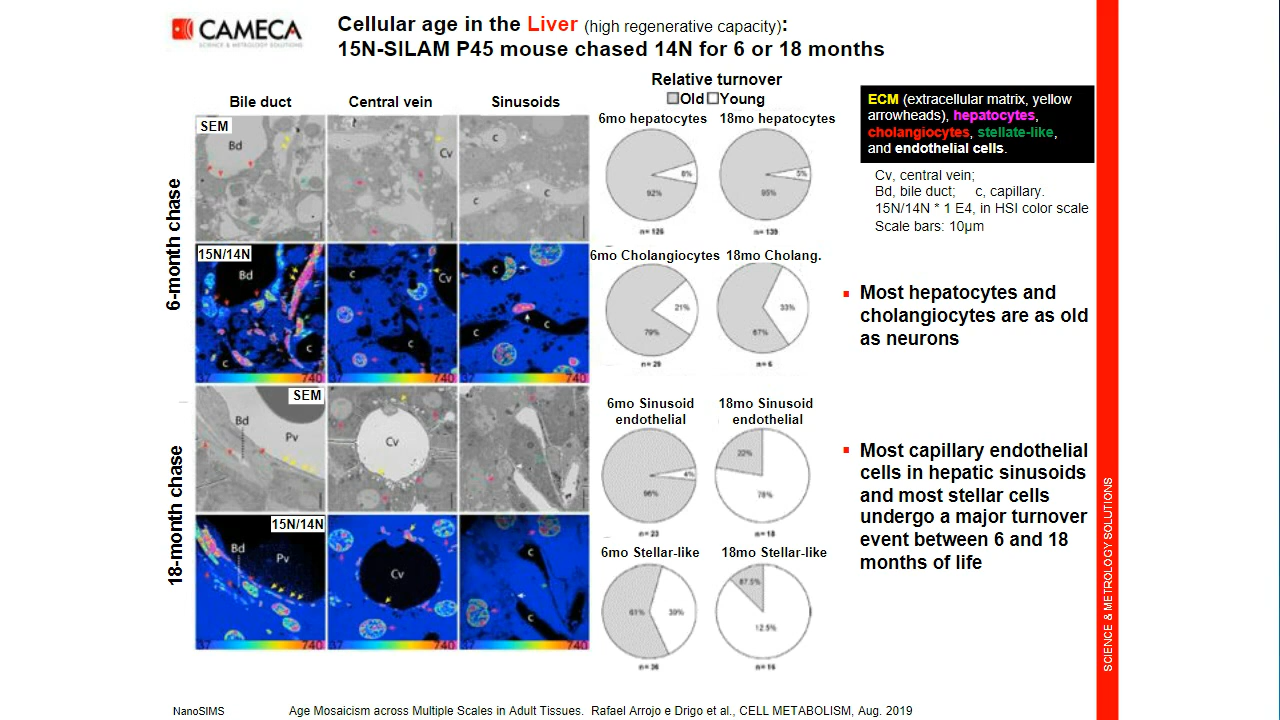 CAMECA
SCIENCE & METROLOGY SOLUTIONS
Cellular age in the Liver (high regenerative capacity):
15N-SILAM P45 mouse chased 14N for 6 or 18 months
Relative turnover
Old Young
Bile duct Central vein Sinusoids
6-month chase
SEM
Bd
Cv
c
c
c
15N/14N
Bd
c
c
c
Cv
c
c
c
c
37 740
37 740
37 740
18-month chase
SEM
Bd
Pv
Cv
15N/14N
Bd
Pv
Cv
c
c
37 740
37 740
37 740
6mo hepatocytes 18mo hepatocytes
8%
92%
5%
95%
n= 126 n= 139
6mo Cholangiocytes 18mo Cholang.
21%
79%
33%
67%
n= 29 n= 6
6mo Sinusoid endothelial
18mo Sinusoid endothelial
4%
96%
22%
78%
n= 23 n= 18
6mo Stellar-like 18mo Stellar-like
61% 39%
87.5%
12.5%
n= 36 n= 16
ECM (extracellular matrix, yellow
arrowheads), hepatocytes,
cholangiocytes, stellate-like,
and endothelial cells.
Cv, central vein;
Bd, bile duct; c, capillary.
15N/14N * 1 E4, in HSI color scale
Scale bars: 10µm
Most hepatocytes and
cholangiocytes are as old
as neurons
Most capillary endothelial
cells in hepatic sinusoids
and most stellar cells
undergo a major turnover
event between 6 and 18
months of life
SCIENCE & METROLOGY SOLUTIONS
NanoSIMS
Age Mosaicism across Multiple Scales in Adult Tissues. Rafael Arrojo e Drigo et al., CELL METABOLISM, Aug. 2019